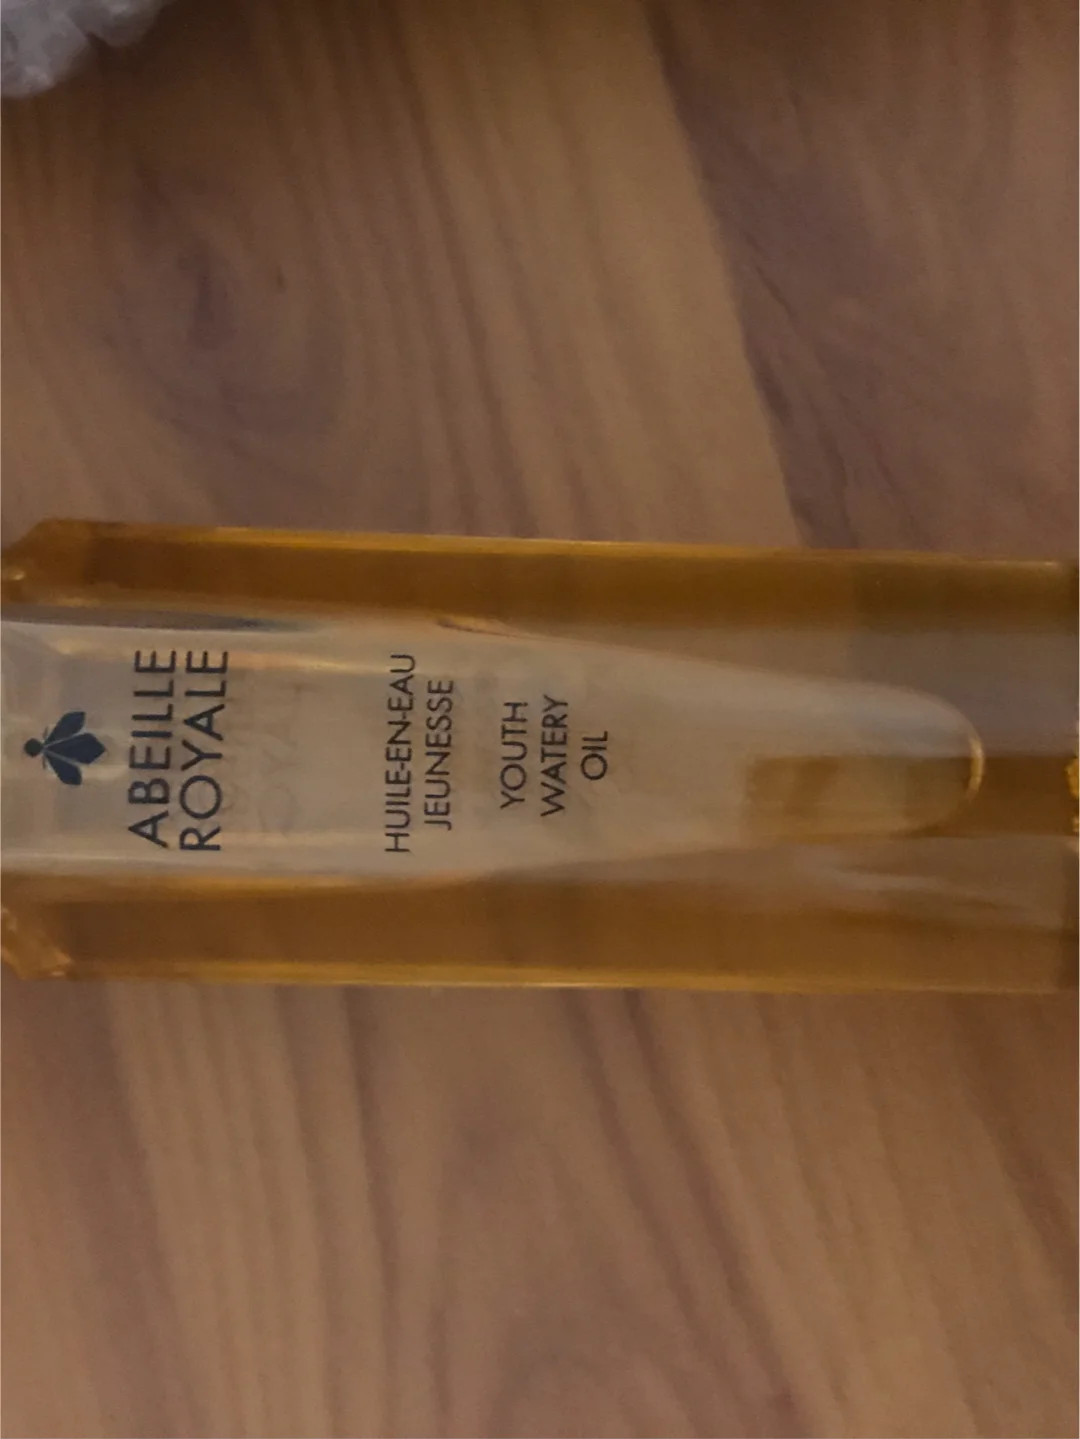 ABEILLE
ROYALE
HUILE-EN-EAU
JEUNESSE
YOUTH
WATERY
OIL